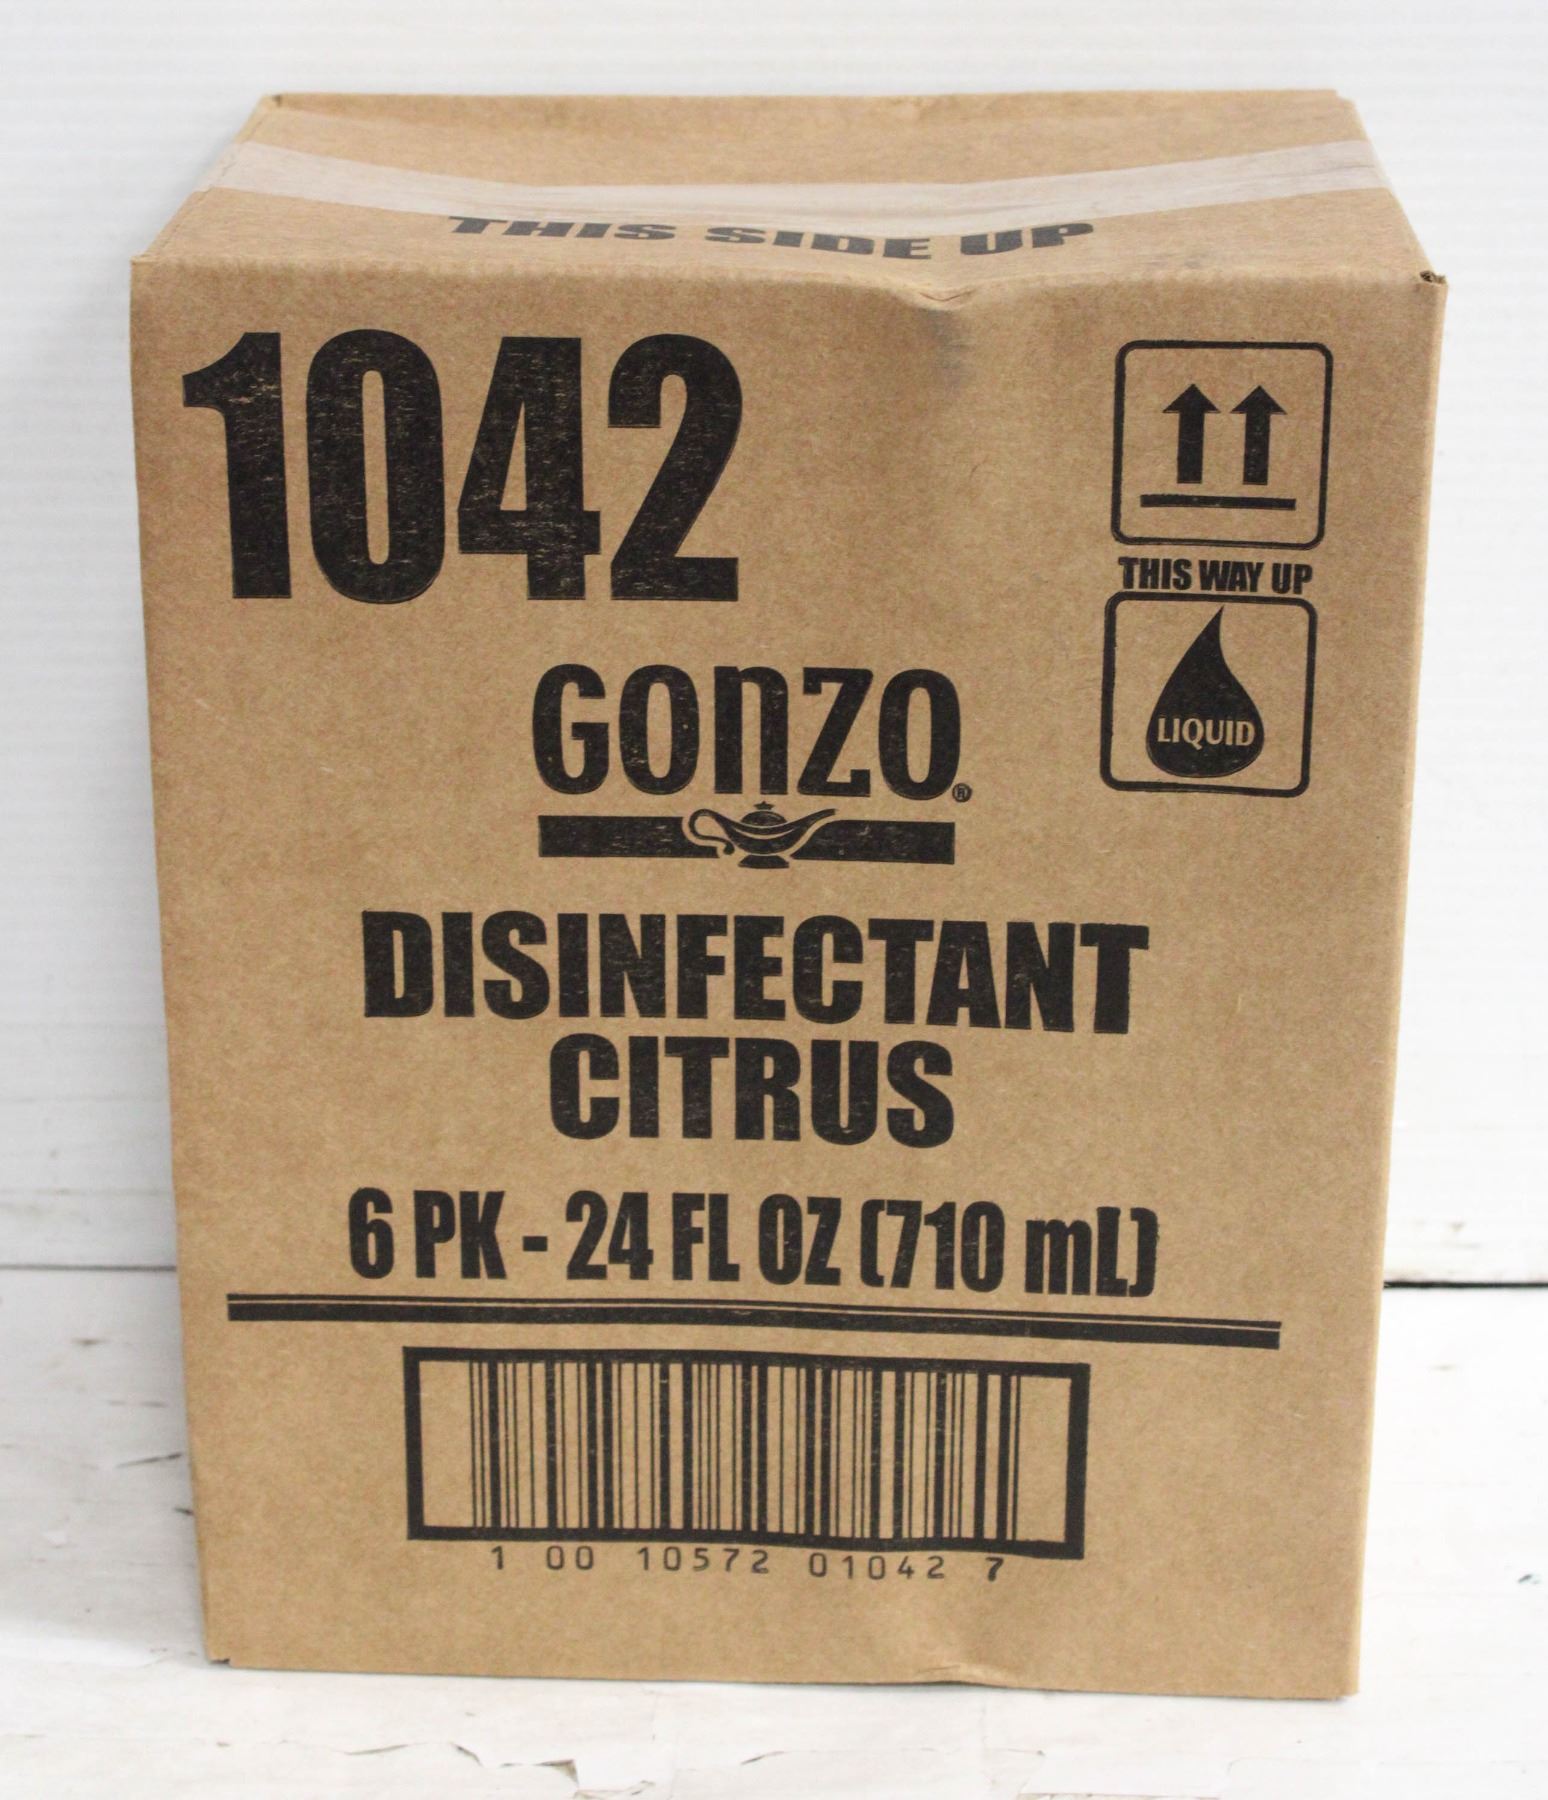 THIS SIDE UP
1042
THIS WAY UP
LIQUID
GONZO®
DISINFECTANT
CITRUS
6 PK - 24 FL OZ (710 mL)
1 00 10572 01042 7